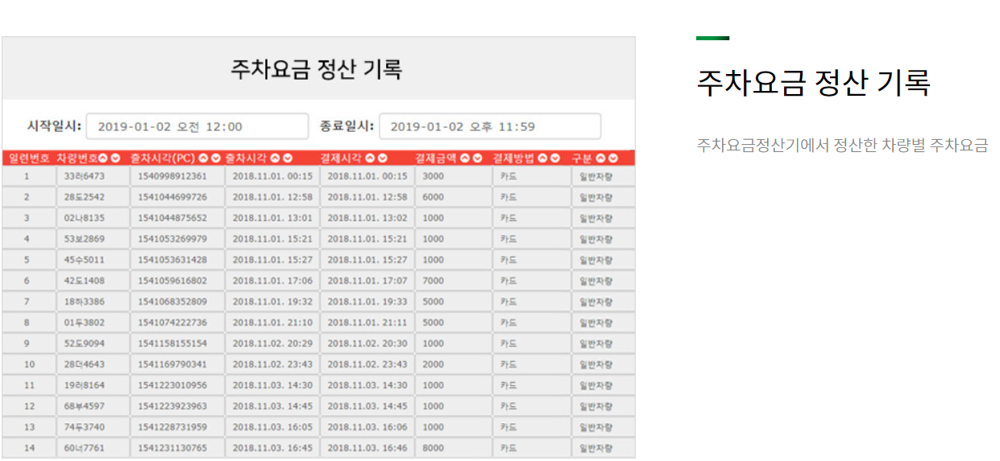 주차요금 정산 기록
시작일시: 2019-01-02 오전 12:00 종료일시: 2019-01-02 오후 11:59
일련번호 차량번호 출차시각(PC) 출차시각 결제시각 결제금액 결제방법 구분
1 33러6473 1540998912361 2018.11.01. 00:15 2018.11.01. 00:15 3000 카드 일반차량
2 28도2542 1541044699726 2018.11.01. 12:58 2018.11.01. 12:58 6000 카드 일반차량
3 02나8135 1541044875652 2018.11.01. 13:01 2018.11.01. 13:02 1000 카드 일반차량
4 53보2869 1541053269979 2018.11.01. 15:21 2018.11.01. 15:21 1000 카드 일반차량
5 45수5011 1541053631428 2018.11.01. 15:27 2018.11.01. 15:27 1000 카드 일반차량
6 42도1408 1541059616802 2018.11.01. 17:06 2018.11.01. 17:07 7000 카드 일반차량
7 18하3386 1541068352809 2018.11.01. 19:32 2018.11.01. 19:33 5000 카드 일반차량
8 01두3802 1541074222736 2018.11.01. 21:10 2018.11.01. 21:11 5000 카드 일반차량
9 52도9094 1541158155154 2018.11.02. 20:29 2018.11.02. 20:30 1000 카드 일반차량
10 28더4643 1541169790341 2018.11.02. 23:43 2018.11.02. 23:43 2000 카드 일반차량
11 19러8164 1541223010956 2018.11.03. 14:30 2018.11.03. 14:30 1000 카드 일반차량
12 68부4597 1541223923963 2018.11.03. 14:45 2018.11.03. 14:45 1000 카드 일반차량
13 74두3740 1541228731959 2018.11.03. 16:05 2018.11.03. 16:06 1000 카드 일반차량
14 60너7761 1541231130765 2018.11.03. 16:45 2018.11.03. 16:46 8000 카드 일반차량
주차요금 정산 기록
주차요금정산기에서 정산한 차량별 주차요금